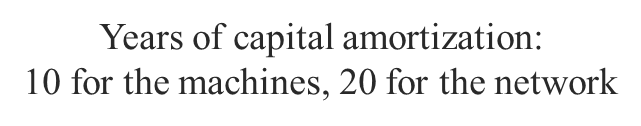 Years of capital amortization:
10 for the machines, 20 for the network